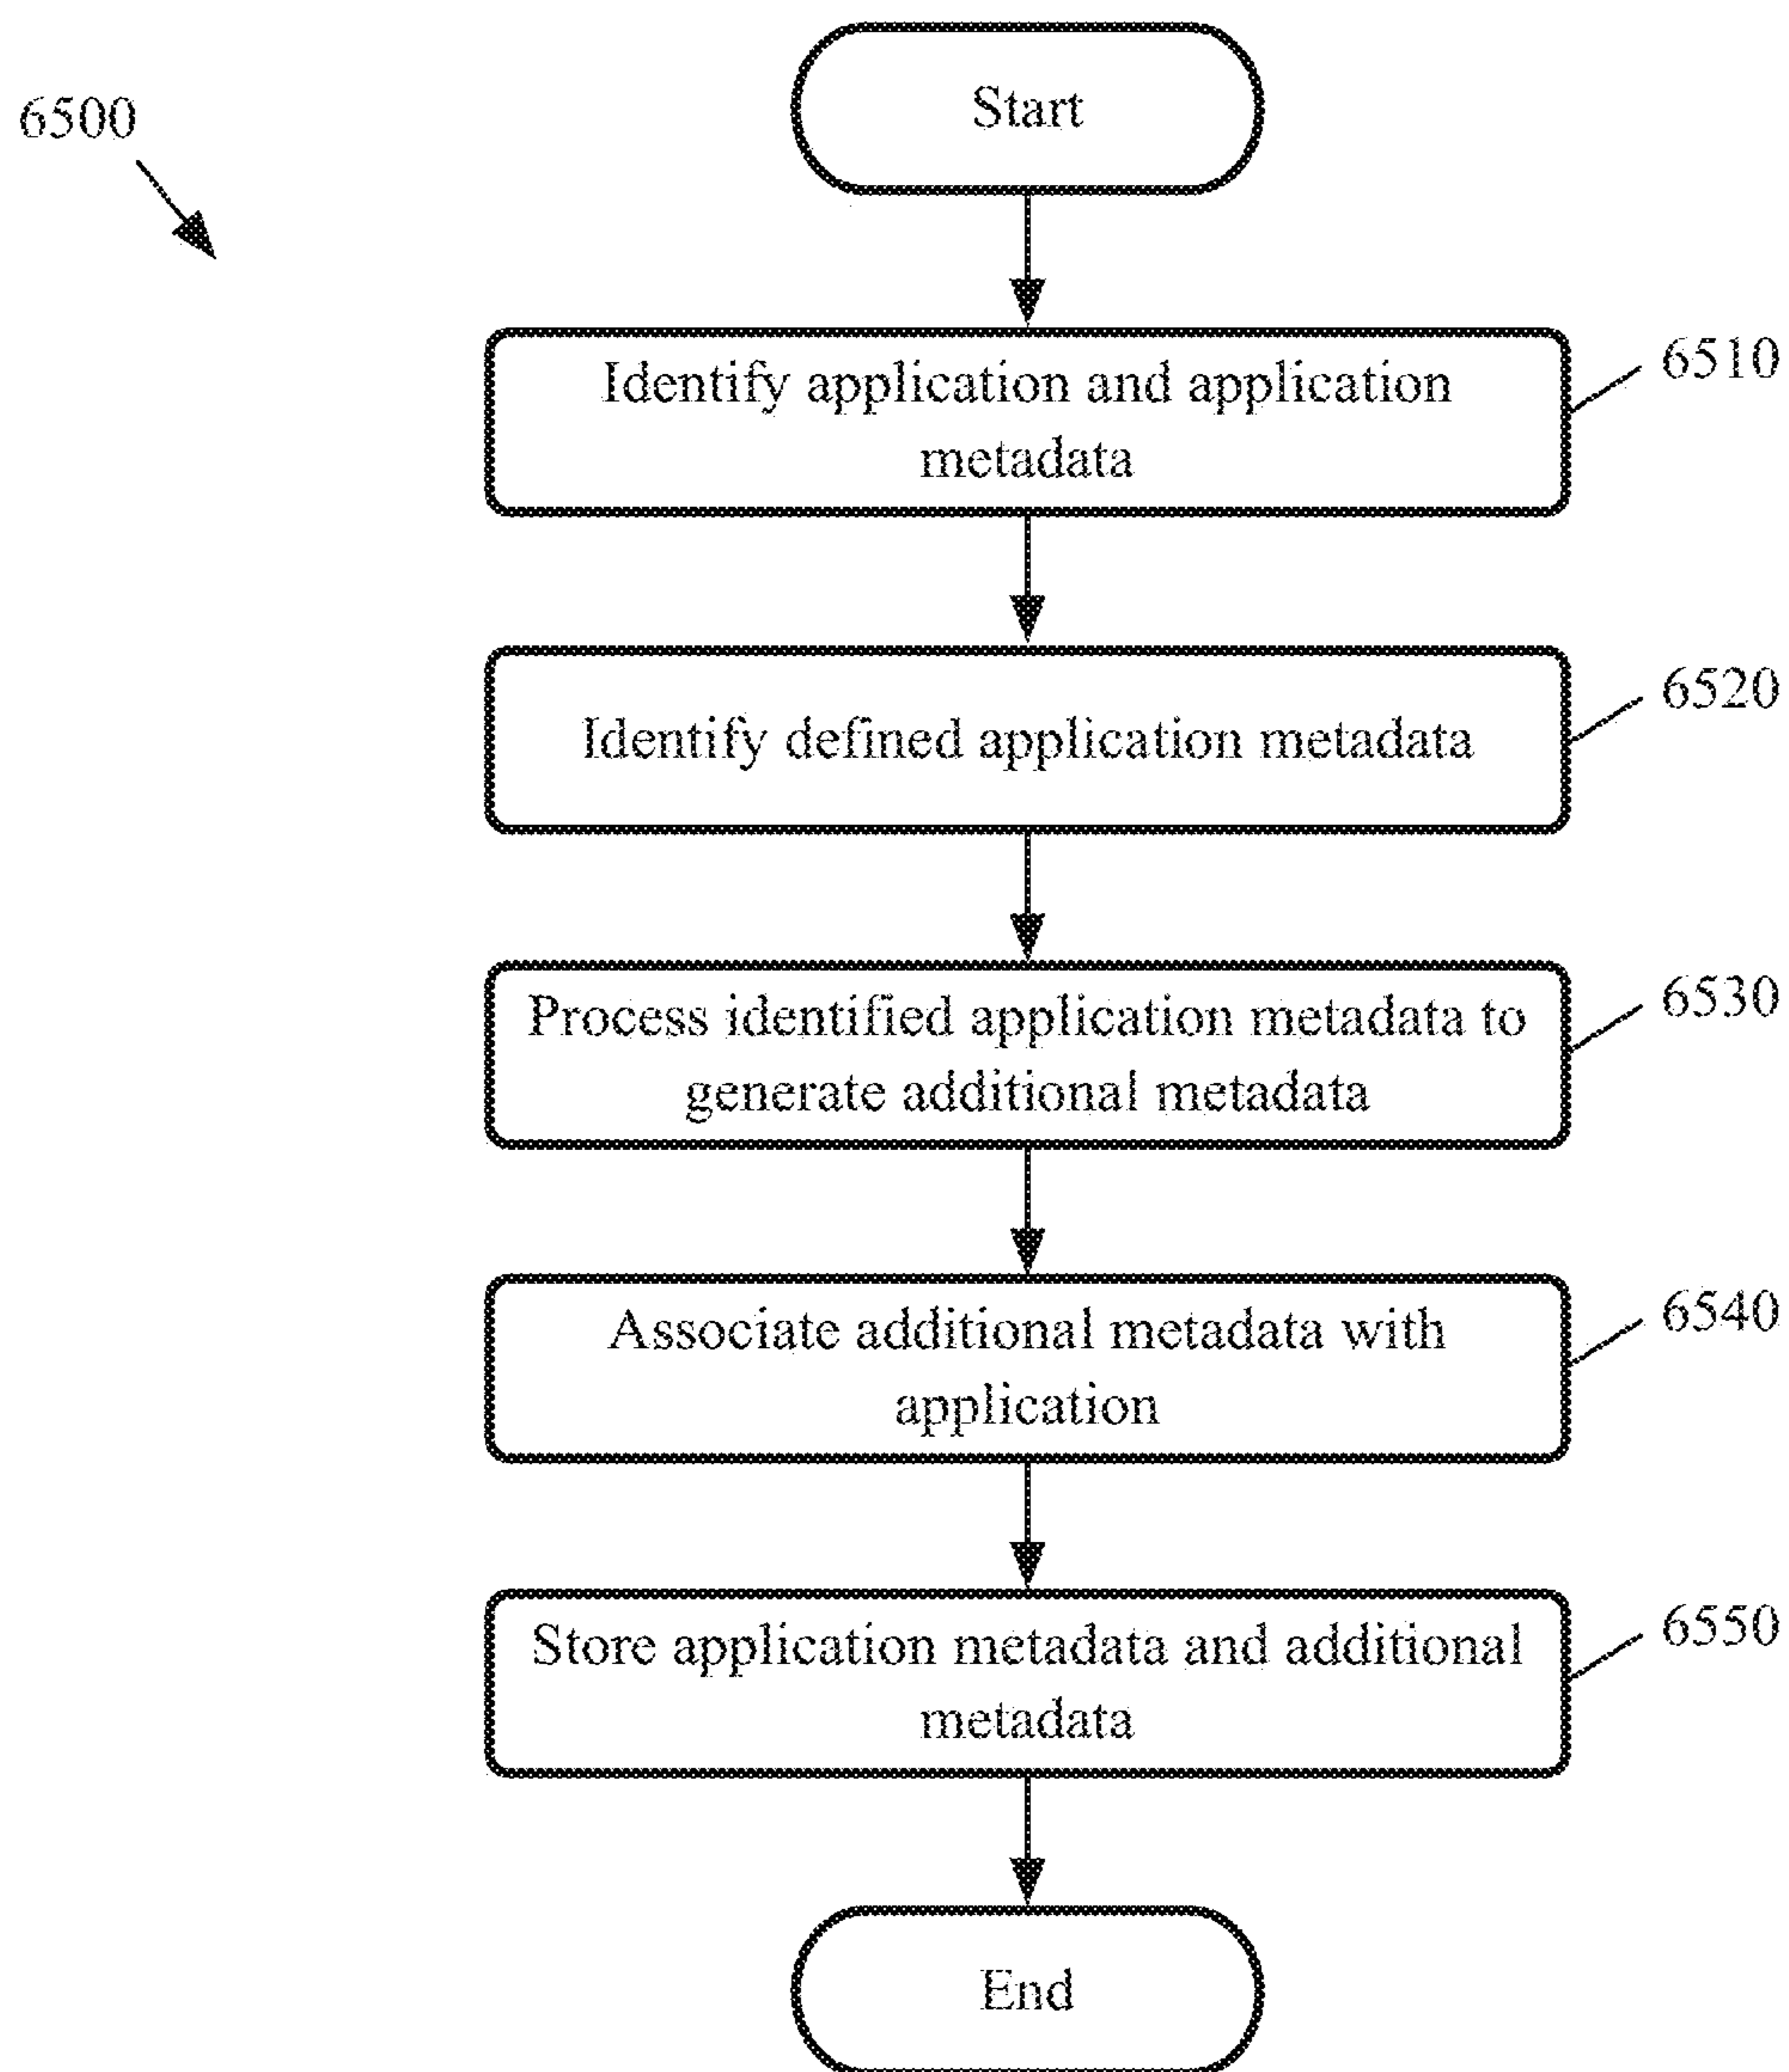 6500
Start
Identify application and application
metadata
6510
Identify defined application metadata
6520
Process identified application metadata to
generate additional metadata
6530
Associate additional metadata with
application
6540
Store application metadata and additional
metadata
6550
End